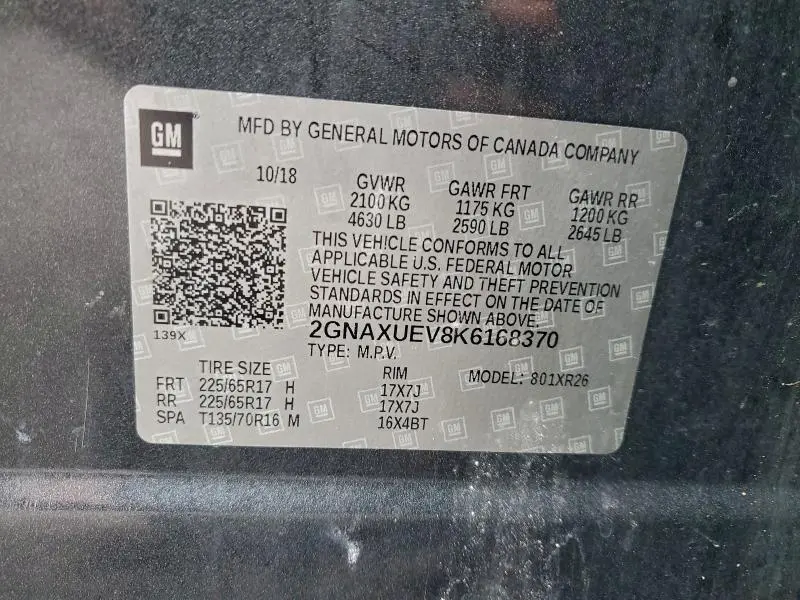 GM
MFD BY GENERAL MOTORS OF CANADA COMPANY
10/18
GVWR GAWR FRT GAWR RR
2100 KG 1175 KG 1200 KG
4630 LB 2590 LB 2645 LB
THIS VEHICLE CONFORMS TO ALL
APPLICABLE U.S. FEDERAL MOTOR
VEHICLE SAFETY AND THEFT PREVENTION
STANDARDS IN EFFECT ON THE DATE OF
MANUFACTURE SHOWN ABOVE.
139X
2GNAXUEV8K6168370
TYPE: M.P.V.
TIRE SIZE RIM MODEL: 801XR26
FRT 225/65R17 H 17X7J
RR 225/65R17 H 17X7J
SPA T135/70R16 M 16X4BT